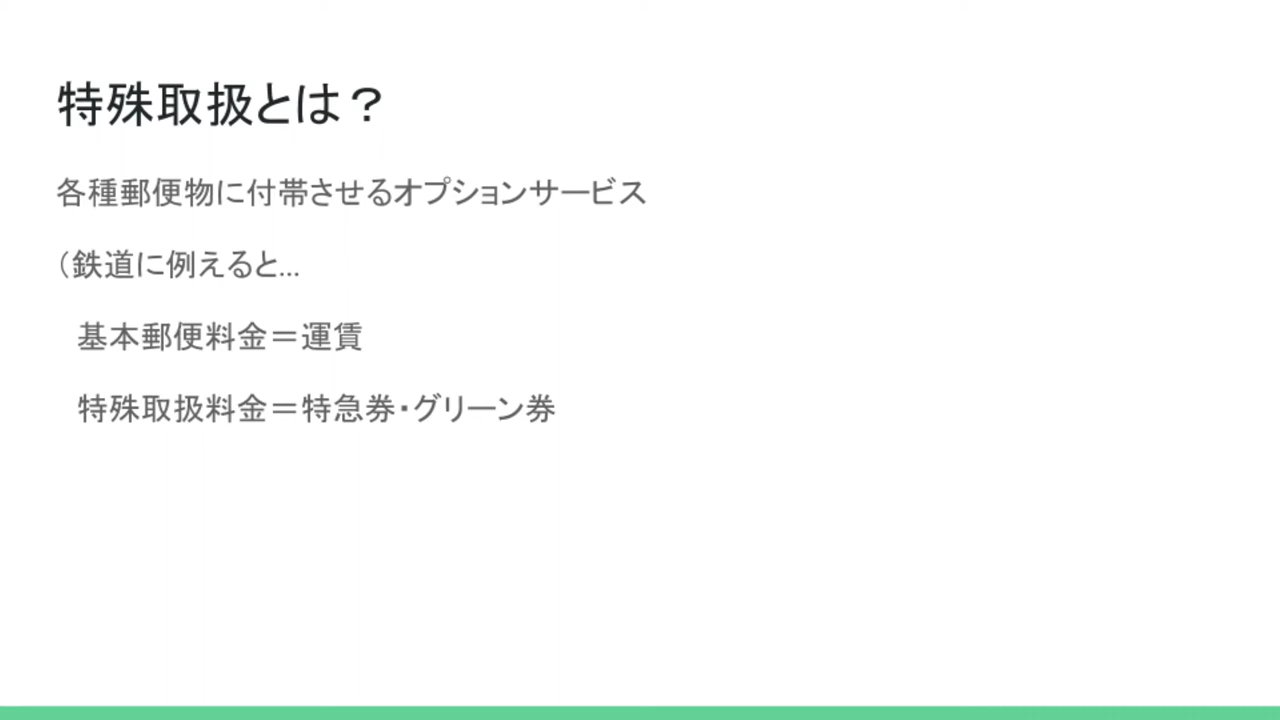 特殊取扱とは？
各種郵便物に付帯させるオプションサービス
（鉄道に例えると...
基本郵便料金＝運賃
特殊取扱料金＝特急券・グリーン券